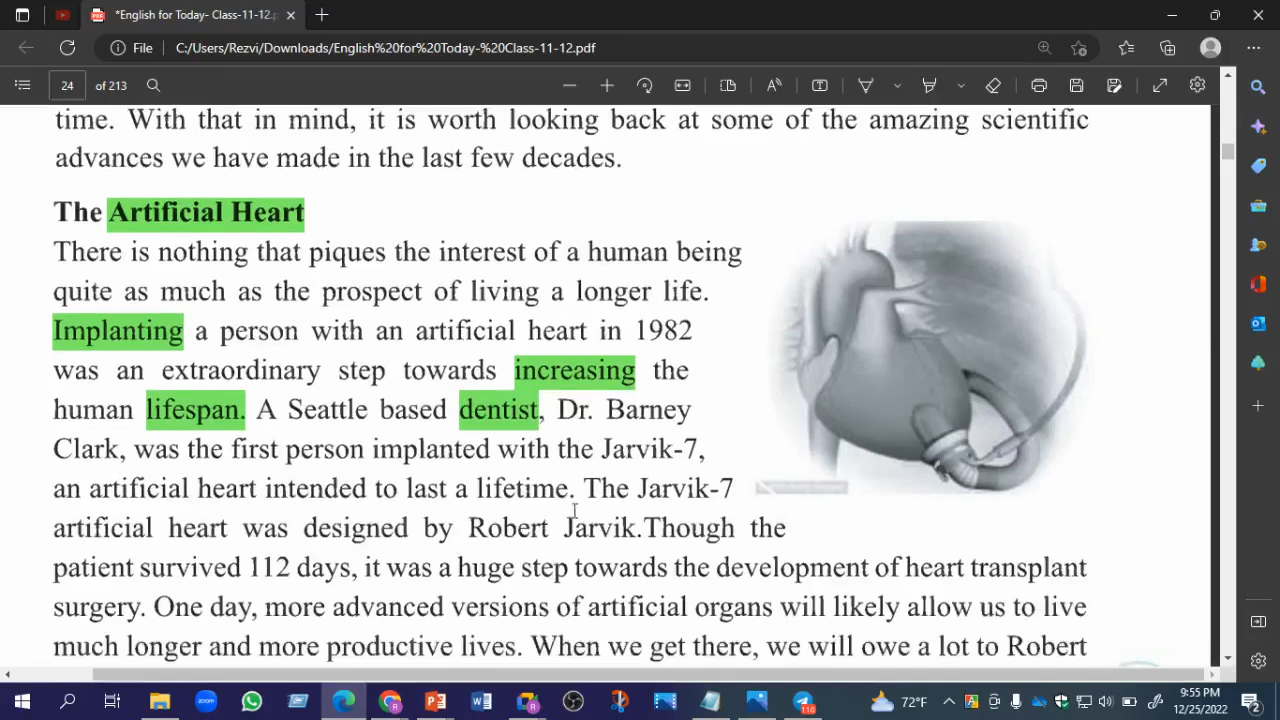 *English for Today- Class-11-12.p
File
C:/Users/Rezvi/Downloads/English%20for%20Today-%20Class-11-12.pdf
24 of 213
time. With that in mind, it is worth looking back at some of the amazing scientific
advances we have made in the last few decades.
The Artificial Heart
There is nothing that piques the interest of a human being
quite as much as the prospect of living a longer life.
Implanting a person with an artificial heart in 1982
was an extraordinary step towards increasing the
human lifespan. A Seattle based dentist, Dr. Barney
Clark, was the first person implanted with the Jarvik-7,
an artificial heart intended to last a lifetime. The Jarvik-7
artificial heart was designed by Robert Jarvik.Though the
patient survived 112 days, it was a huge step towards the development of heart transplant
surgery. One day, more advanced versions of artificial organs will likely allow us to live
much longer and more productive lives. When we get there, we will owe a lot to Robert
72°F
9:55 PM
12/25/2022